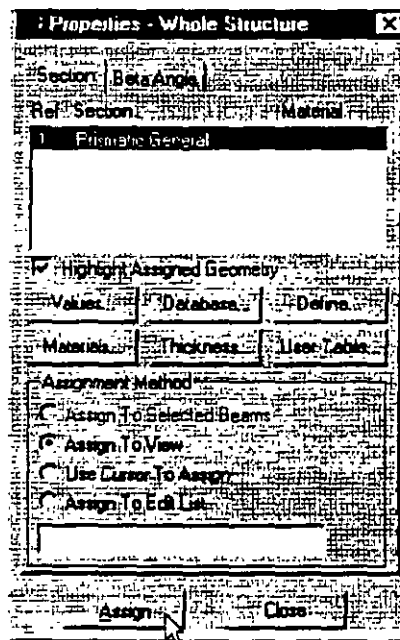 Properties - Whole Structure
Section Beta Angle
Ref Section Material
1 Prismatic General
Highlight Assigned Geometry
Values... Database... Define...
Materials... Thickness... User Table...
Assignment Method
Assign To Selected Beams
Assign To View
Use Cursor To Assign
Assign To Edit List
Assign Close